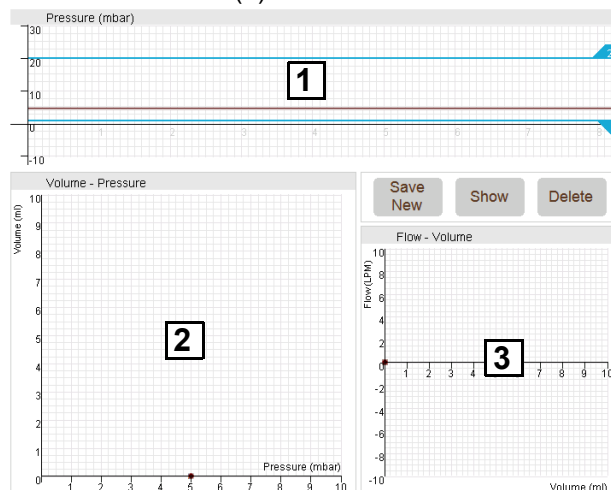 Pressure (mbar)
30
20
10
0
-10
1 2 3 4 5 6 7 8
1
Volume - Pressure
Volume (ml)
10
9
8
7
6
5
4
3
2
1
0
1 2 3 4 5 6 7 8 9 10
Pressure (mbar)
2
Save
New
Show
Delete
Flow - Volume
Flow(LPM)
10
8
6
4
2
0
-2
-4
-6
-8
-10
1 2 3 4 7 8 9 10
Volume (ml)
3